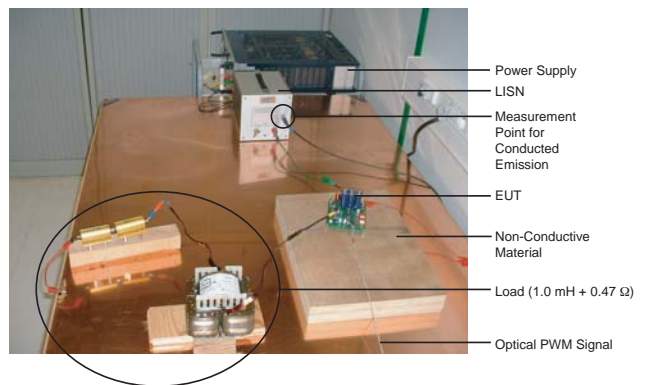 Power Supply
LISN
Measurement
Point for
Conducted
Emission
EUT
Non-Conductive
Material
Load (1.0 mH + 0.47 Ω)
Optical PWM Signal